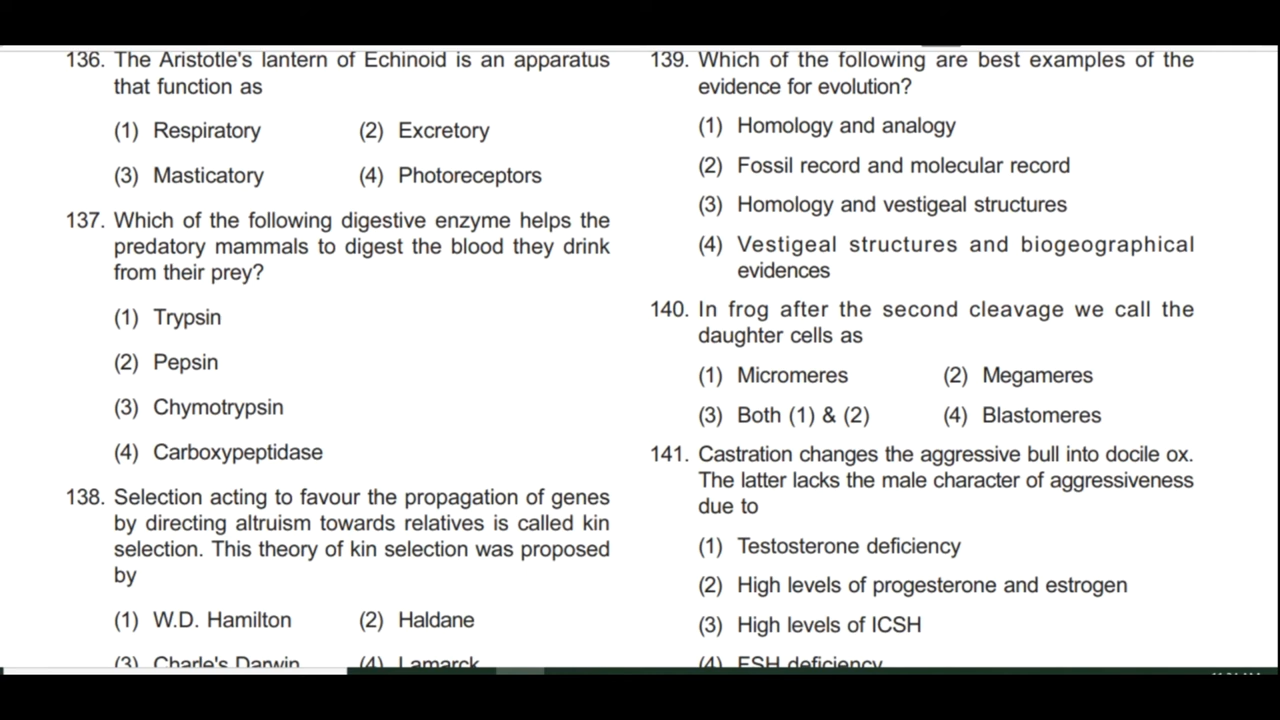 136. The Aristotle's lantern of Echinoid is an apparatus
that function as
(1) Respiratory (2) Excretory
(3) Masticatory (4) Photoreceptors
137. Which of the following digestive enzyme helps the
predatory mammals to digest the blood they drink
from their prey?
(1) Trypsin
(2) Pepsin
(3) Chymotrypsin
(4) Carboxypeptidase
138. Selection acting to favour the propagation of genes
by directing altruism towards relatives is called kin
selection. This theory of kin selection was proposed
by
(1) W.D. Hamilton (2) Haldane
(3) Charle's Darwin (4) Lamarck
139. Which of the following are best examples of the
evidence for evolution?
(1) Homology and analogy
(2) Fossil record and molecular record
(3) Homology and vestigeal structures
(4) Vestigeal structures and biogeographical
evidences
140. In frog after the second cleavage we call the
daughter cells as
(1) Micromeres (2) Megameres
(3) Both (1) & (2) (4) Blastomeres
141. Castration changes the aggressive bull into docile ox.
The latter lacks the male character of aggressiveness
due to
(1) Testosterone deficiency
(2) High levels of progesterone and estrogen
(3) High levels of ICSH
(4) FSH deficiency